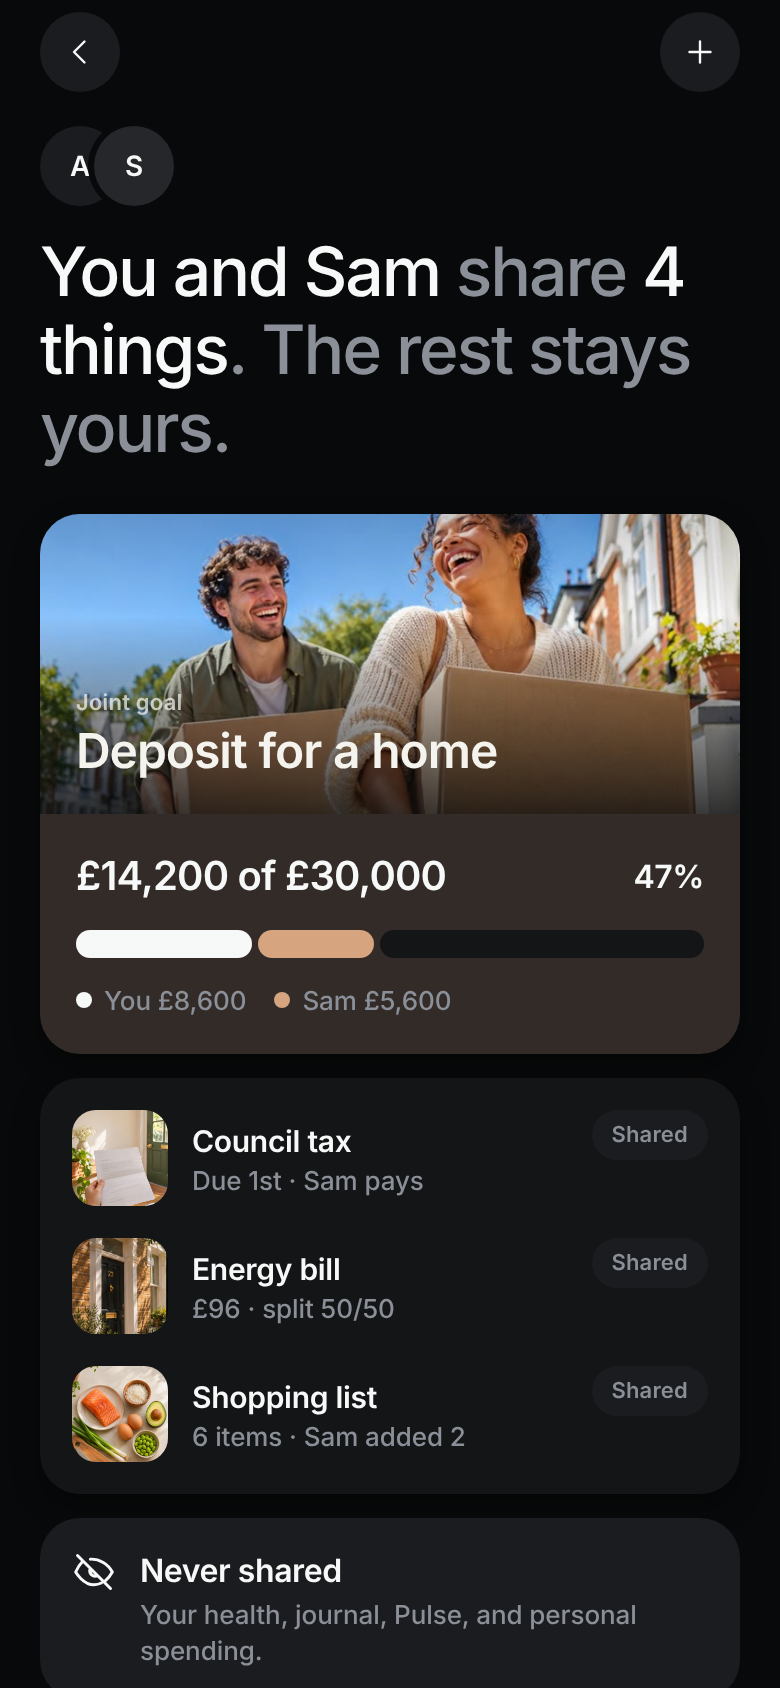 A S
You and Sam share 4
things. The rest stays
yours.
Joint goal
Deposit for a home
£14,200 of £30,000 47%
You £8,600 Sam £5,600
Council tax Shared
Due 1st · Sam pays
Energy bill Shared
£96 · split 50/50
Shopping list Shared
6 items · Sam added 2
Never shared
Your health, journal, Pulse, and personal
spending.